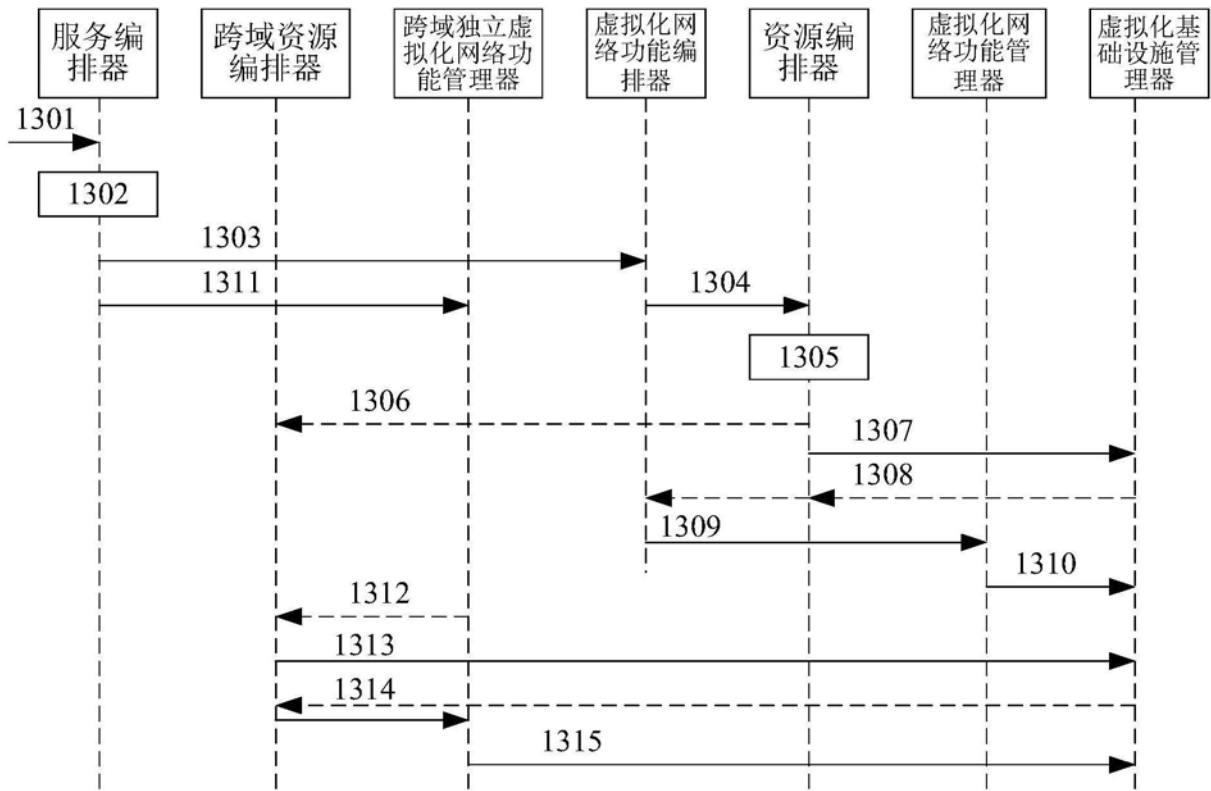 服务编
排器
跨域资源
编排器
跨域独立虚
拟化网络功
能管理器
虚拟化网
络功能编
排器
资源编
排器
虚拟化网
络功能管
理器
虚拟化基
础设施管
理器
1301
1302
1303
1311
1304
1305
1306
1307
1308
1309
1310
1312
1313
1314
1315